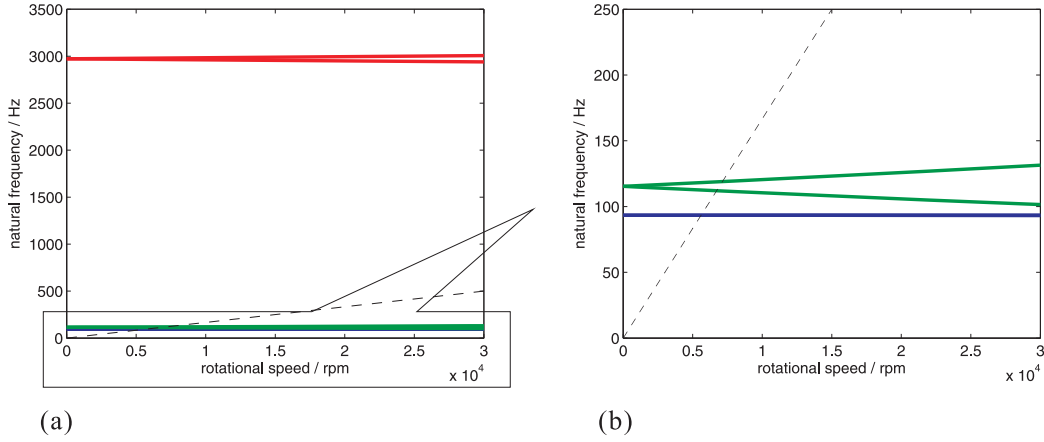 3500
3000
2500
2000
1500
1000
500
0
natural frequency / Hz
0 0.5 1 1.5 2 2.5 3
rotational speed / rpm
x 10^4
(a)
250
200
150
100
50
0
natural frequency / Hz
0 0.5 1 1.5 2 2.5 3
rotational speed / rpm
x 10^4
(b)